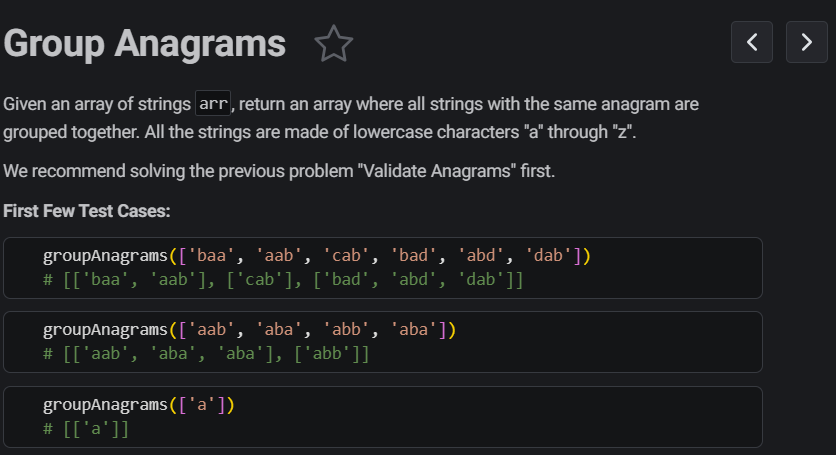 Group Anagrams
Given an array of strings arr, return an array where all strings with the same anagram are
grouped together. All the strings are made of lowercase characters "a" through "z".
We recommend solving the previous problem "Validate Anagrams" first.
First Few Test Cases:
groupAnagrams(['baa', 'aab', 'cab', 'bad', 'abd', 'dab'])
# [['baa', 'aab'], ['cab'], ['bad', 'abd', 'dab']]
groupAnagrams(['aab', 'aba', 'abb', 'aba'])
# [['aab', 'aba', 'aba'], ['abb']]
groupAnagrams(['a'])
# [['a']]